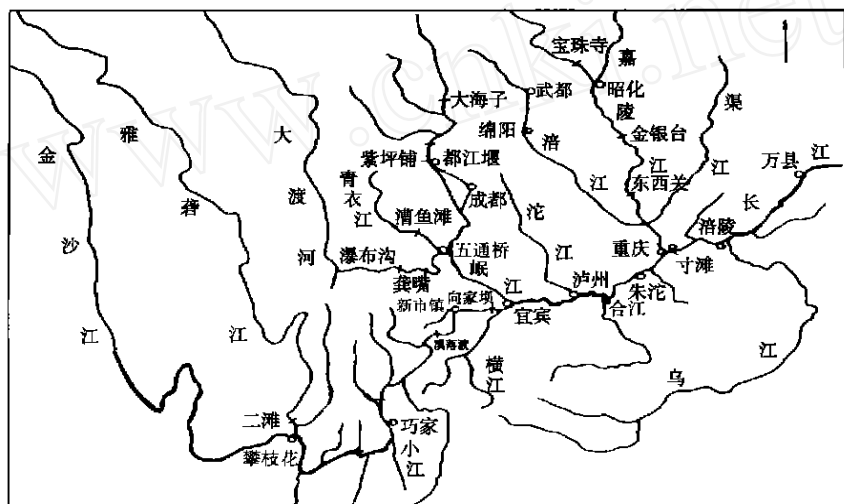 www.cnki.net
宝珠寺
嘉陵江
昭化
渠江
大海子
武都
绵阳
涪江
金银台
万县
长江
金沙江
雅砻江
大渡河
紫坪铺
都江堰
青衣江
成都
东西关
涪陵
漕鱼滩
沱江
五通桥
重庆
寸滩
瀑布沟
岷江
龚嘴
泸州
朱沱
新市镇
向家坝
宜宾
合江
横江
乌江
二滩
巧家
小江
攀枝花